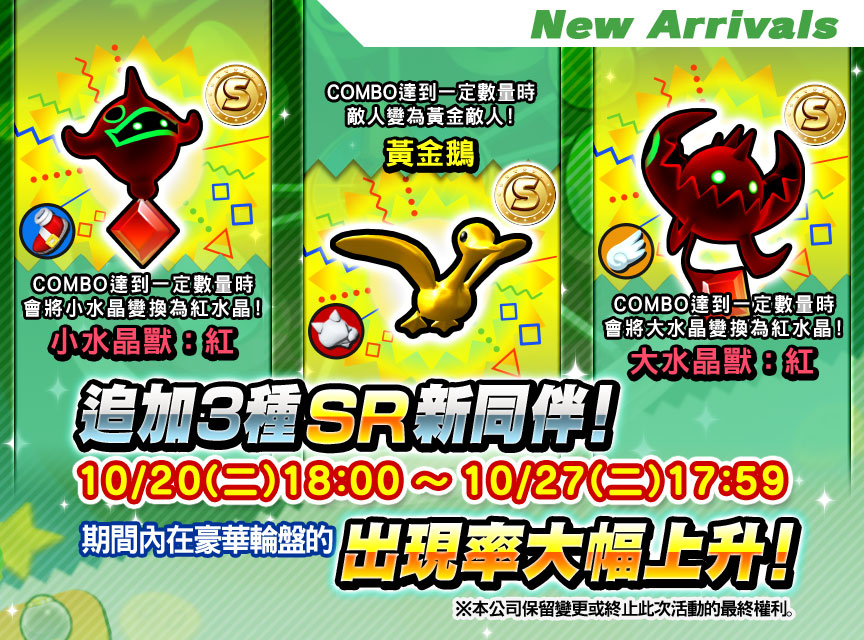 New Arrivals
S
COMBO達到一定數量時
會將小水晶變換為紅水晶!
小水晶獸：紅
COMBO達到一定數量時
敵人變為黃金敵人!
黃金鵝
S
S
COMBO達到一定數量時
會將大水晶變換為紅水晶!
大水晶獸：紅
追加3種SR新同伴!
10/20(二)18:00 ～ 10/27(二)17:59
期間內在豪華輪盤的出現率大幅上升!
※本公司保留變更或終止此次活動的最終權利。